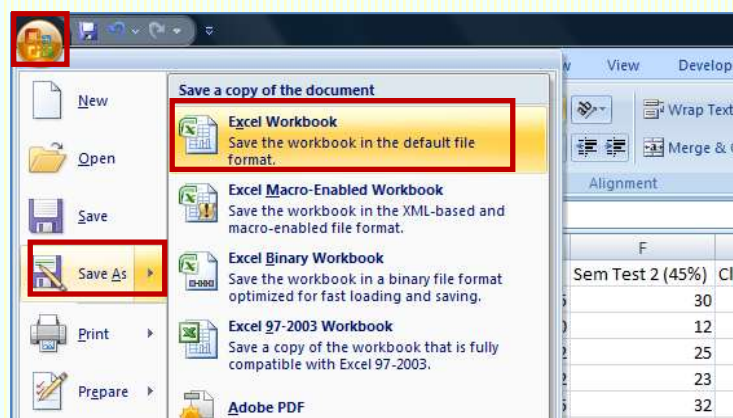 View Develop
Wrap Text
Merge &
Alignment
New
Open
Save
Save As
Print
Prepare
Save a copy of the document
Excel Workbook
Save the workbook in the default file
format.
Excel Macro-Enabled Workbook
Save the workbook in the XML-based and
macro-enabled file format.
Excel Binary Workbook
Save the workbook in a binary file format
optimized for fast loading and saving.
Excel 97-2003 Workbook
Save a copy of the workbook that is fully
compatible with Excel 97-2003.
Adobe PDF
F
Sem Test 2 (45%) Cl
30
12
25
23
32